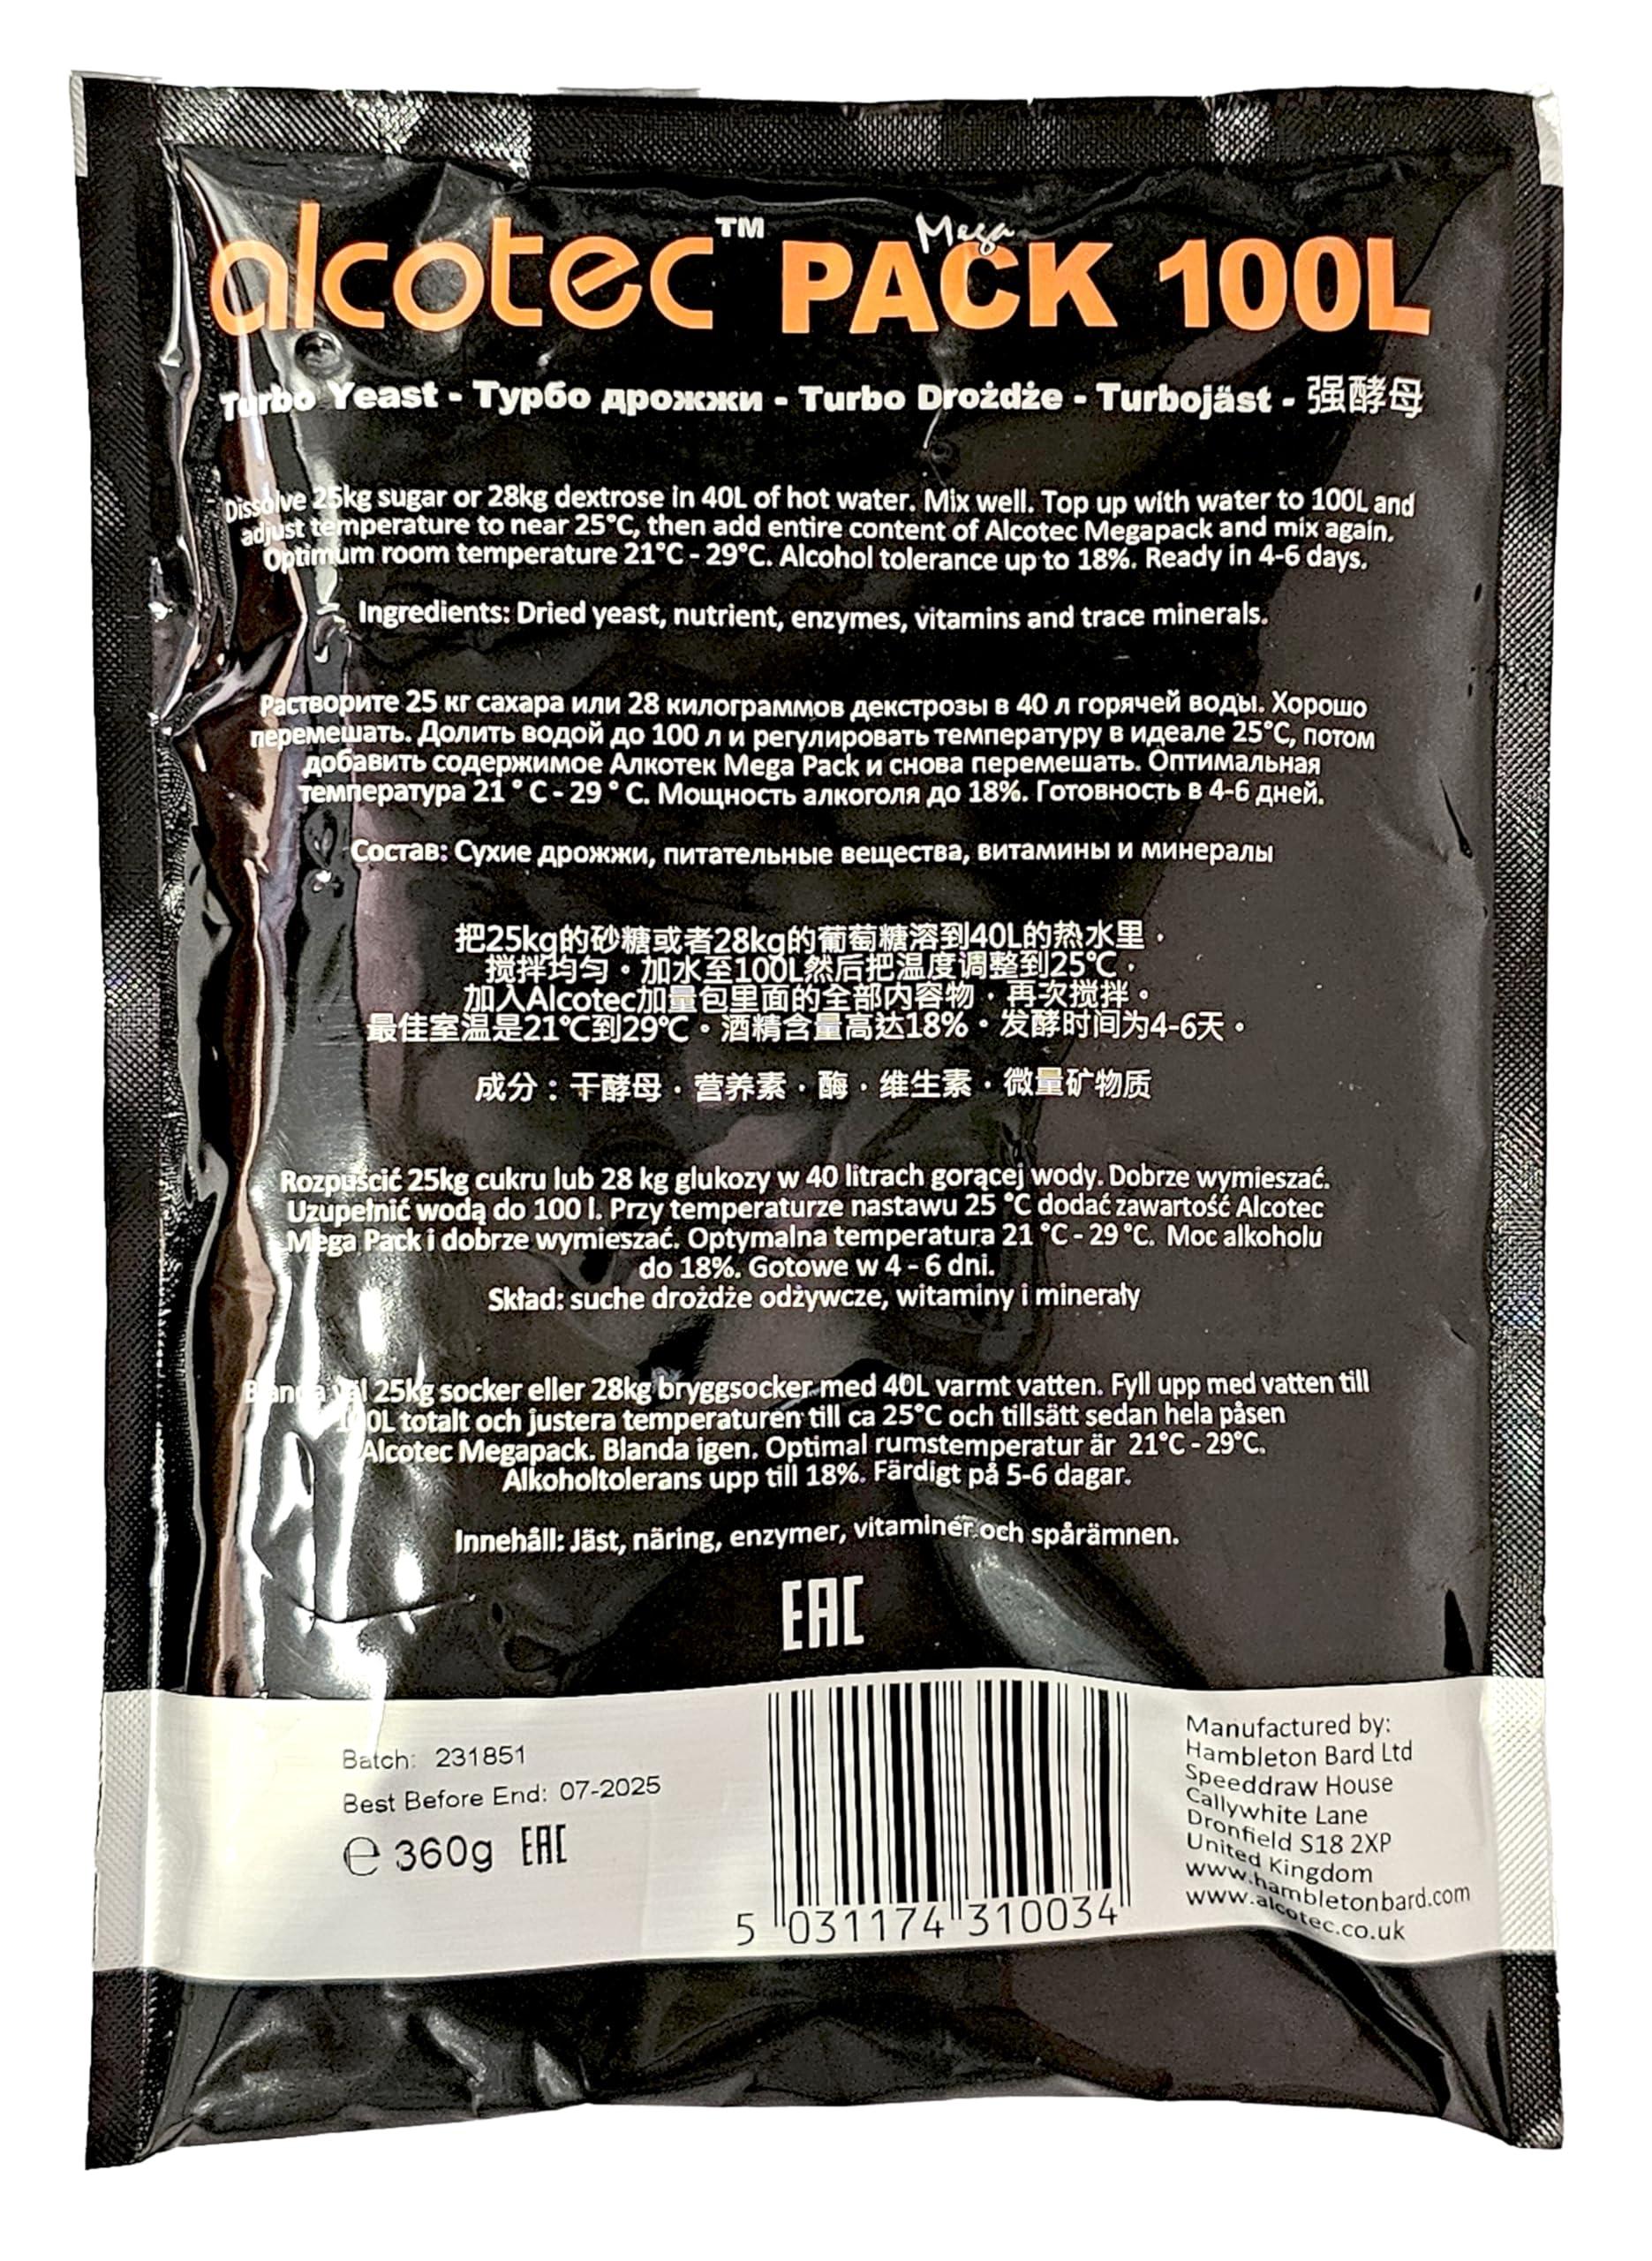 alcotec™ Mega PACK 100L
Turbo Yeast - Турбо дрожжи - Turbo Drożdże - Turbojäst - 强酵母
Dissolve 25kg sugar or 28kg dextrose in 40L of hot water. Mix well. Top up with water to 100L and
adjust temperature to near 25°C, then add entire content of Alcotec Megapack and mix again.
Optimum room temperature 21°C - 29°C. Alcohol tolerance up to 18%. Ready in 4-6 days.
Ingredients: Dried yeast, nutrient, enzymes, vitamins and trace minerals.
Растворите 25 кг сахара или 28 килограммов декстрозы в 40 л горячей воды. Хорошо
перемешать. Долить водой до 100 л и регулировать температуру в идеале 25°C, потом
добавить содержимое Алкотек Mega Pack и снова перемешать. Оптимальная
температура 21 ° C - 29 ° C. Мощность алкоголя до 18%. Готовность в 4-6 дней.
Состав: Сухие дрожжи, питательные вещества, витамины и минералы
把25kg的砂糖或者28kg的葡萄糖溶到40L的热水里，
搅拌均匀。加水至100L然后把温度调整到25℃，
加入Alcotec加量包里面的全部内容物，再次搅拌。
最佳室温是21℃到29℃。酒精含量高达18%。发酵时间为4-6天。
成分：干酵母，营养素，酶，维生素，微量矿物质
Rozpuścić 25kg cukru lub 28 kg glukozy w 40 litrach gorącej wody. Dobrze wymieszać.
Uzupełnić wodą do 100 l. Przy temperaturze nastawu 25 °C dodać zawartość Alcotec
Mega Pack i dobrze wymieszać. Optymalna temperatura 21 °C - 29 °C. Moc alkoholu
do 18%. Gotowe w 4 - 6 dni.
Skład: suche drożdże odżywcze, witaminy i minerały
Blanda väl 25kg socker eller 28kg bryggsocker med 40L varmt vatten. Fyll upp med vatten till
100L totalt och justera temperaturen till ca 25°C och tillsätt sedan hela påsen
Alcotec Megapack. Blanda igen. Optimal rumstemperatur är 21°C - 29°C.
Alkoholtolerans upp till 18%. Färdigt på 5-6 dagar.
Innehåll: Jäst, näring, enzymer, vitaminer och spårämnen.
EAC
Batch: 231851
Best Before End: 07-2025
℮ 360g EAC
5 031174 310034
Manufactured by:
Hambleton Bard Ltd
Speeddraw House
Callywhite Lane
Dronfield S18 2XP
United Kingdom
www.hambletonbard.com
www.alcotec.co.uk